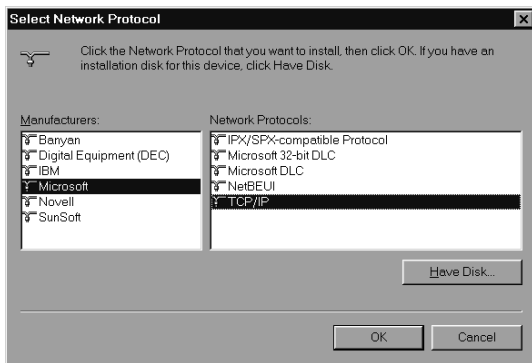 Select Network Protocol
Click the Network Protocol that you want to install, then click OK. If you have an
installation disk for this device, click Have Disk.
Manufacturers:
Banyan
Digital Equipment (DEC)
IBM
Microsoft
Novell
SunSoft
Network Protocols:
IPX/SPX-compatible Protocol
Microsoft 32-bit DLC
Microsoft DLC
NetBEUI
TCP/IP
Have Disk...
OK
Cancel